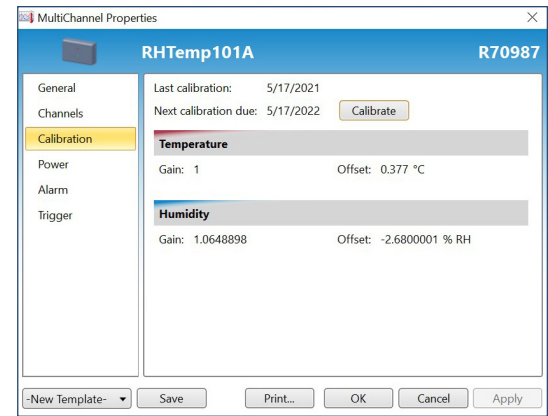 MultiChannel Properties
RHTemp101A R70987
General
Channels
Calibration
Power
Alarm
Trigger
Last calibration: 5/17/2021
Next calibration due: 5/17/2022 Calibrate
Temperature
Gain: 1 Offset: 0.377 °C
Humidity
Gain: 1.0648898 Offset: -2.6800001 % RH
-New Template- Save Print... OK Cancel Apply